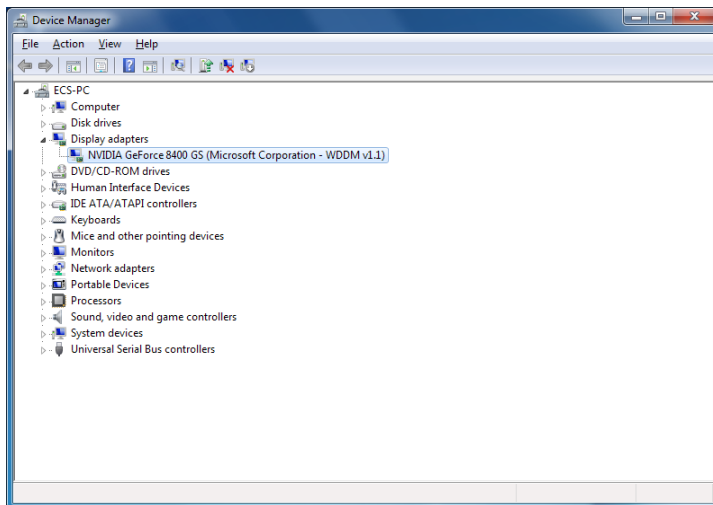 Device Manager
File Action View Help
ECS-PC
Computer
Disk drives
Display adapters
NVIDIA GeForce 8400 GS (Microsoft Corporation - WDDM v1.1)
DVD/CD-ROM drives
Human Interface Devices
IDE ATA/ATAPI controllers
Keyboards
Mice and other pointing devices
Monitors
Network adapters
Portable Devices
Processors
Sound, video and game controllers
System devices
Universal Serial Bus controllers